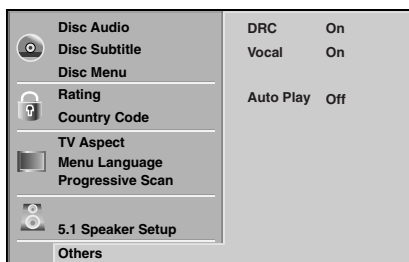 Disc Audio
Disc Subtitle
Disc Menu
Rating
Country Code
TV Aspect
Menu Language
Progressive Scan
5.1 Speaker Setup
Others
DRC On
Vocal On
Auto Play Off